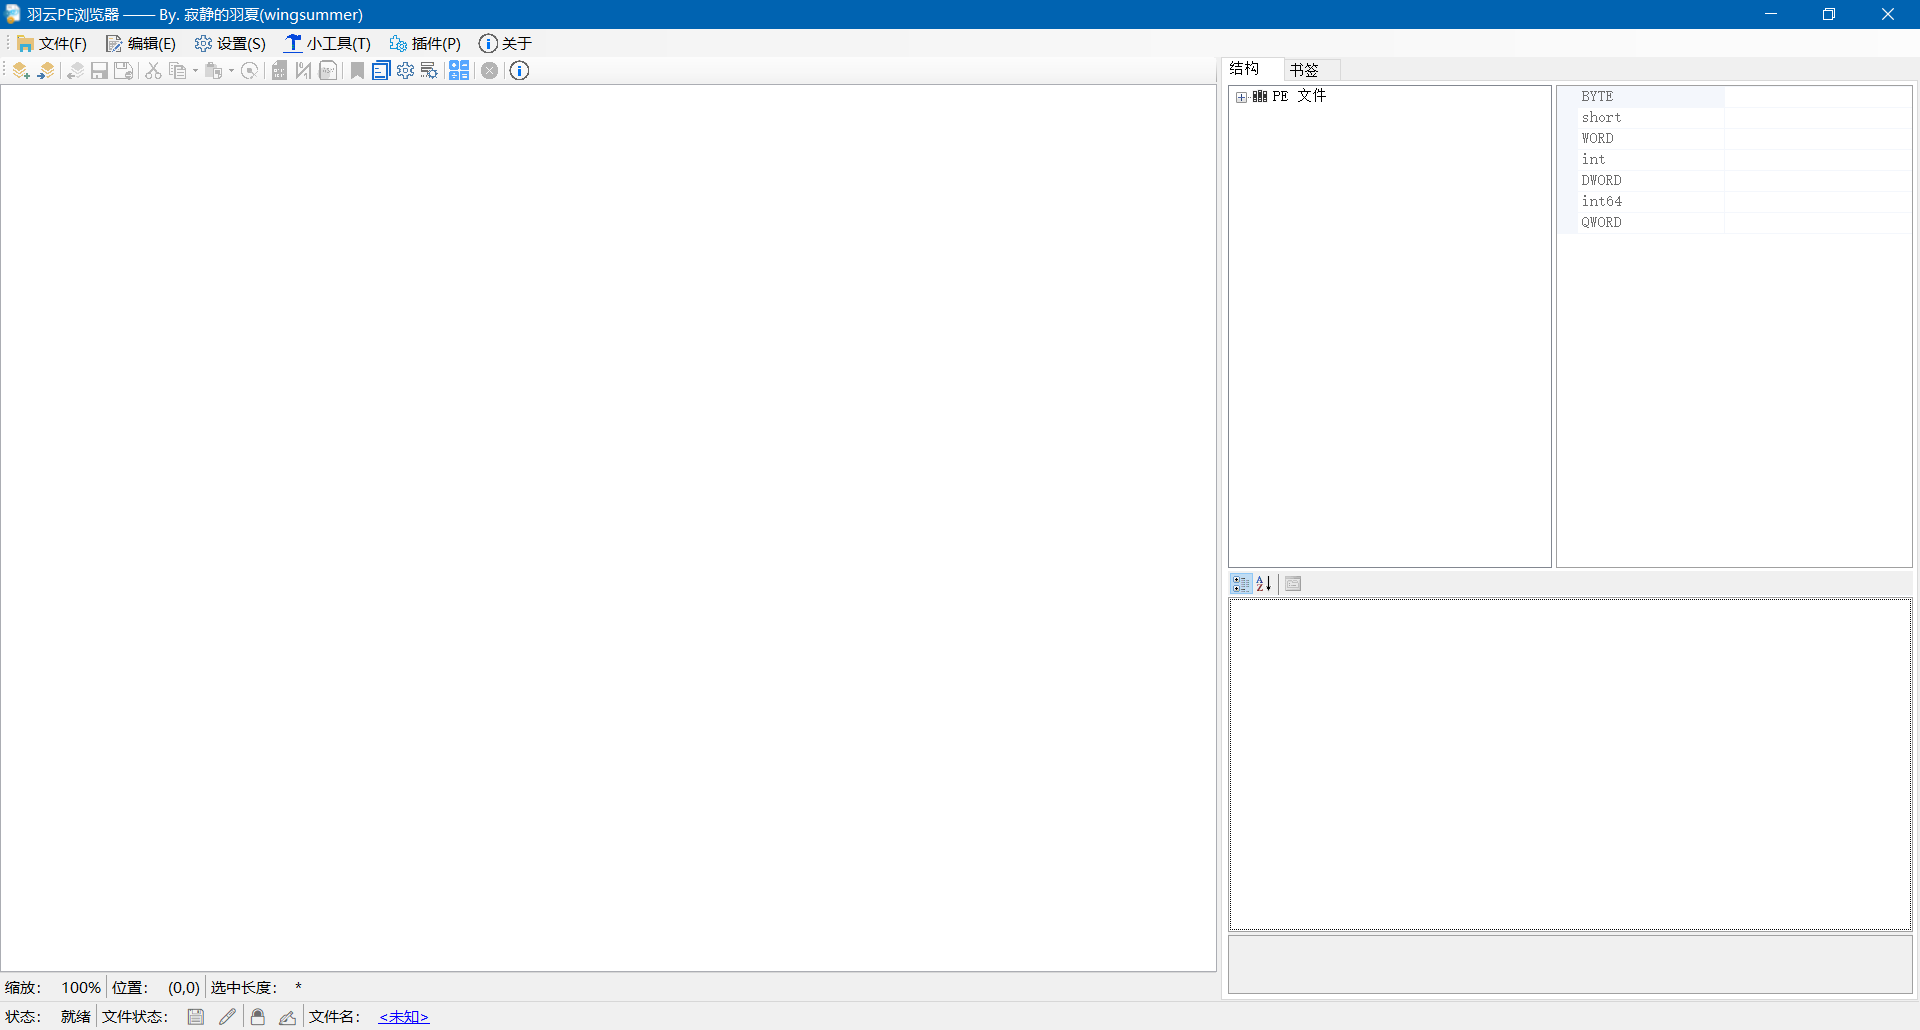 羽云PE浏览器 —— By. 寂静的羽夏(wingsummer)
文件(F) 编辑(E) 设置(S) 小工具(T) 插件(P) 关于
结构 书签
PE 文件
BYTE
short
WORD
int
DWORD
int64
QWORD
缩放： 100% 位置： (0,0) 选中长度： *
状态： 就绪 文件状态： 文件名： <未知>